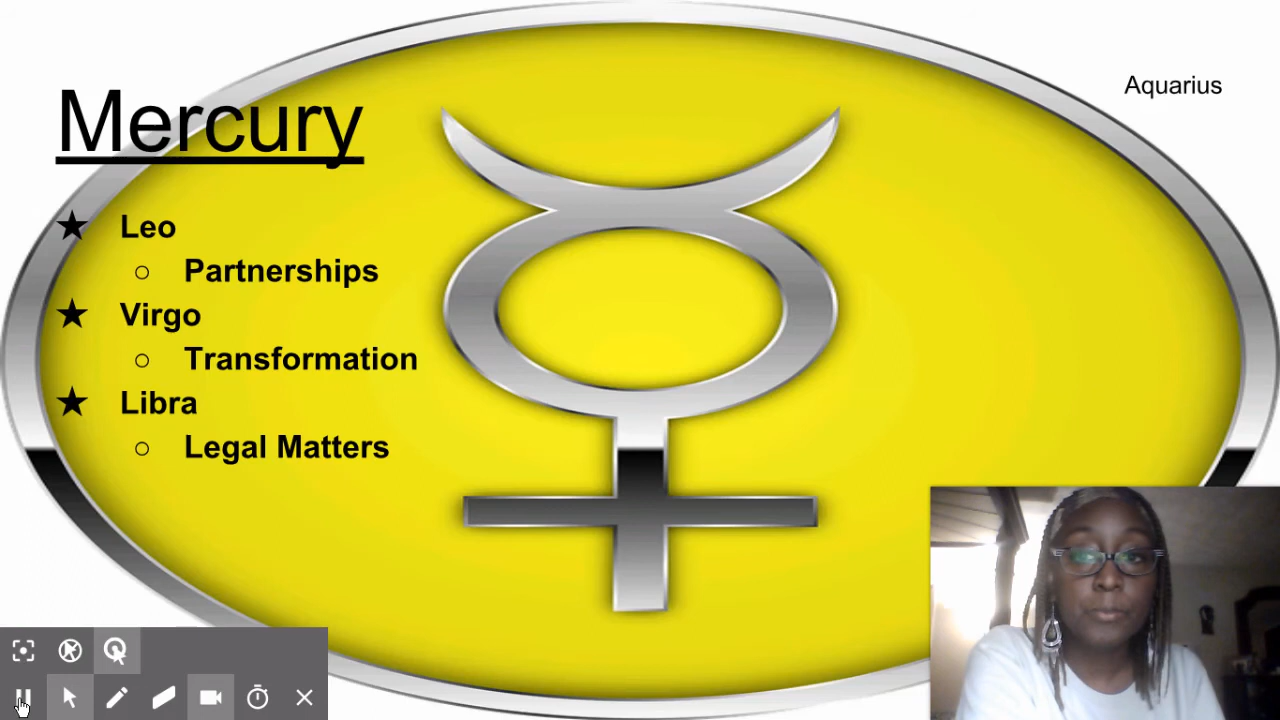 Mercury
Aquarius
Leo
Partnerships
Virgo
Transformation
Libra
Legal Matters